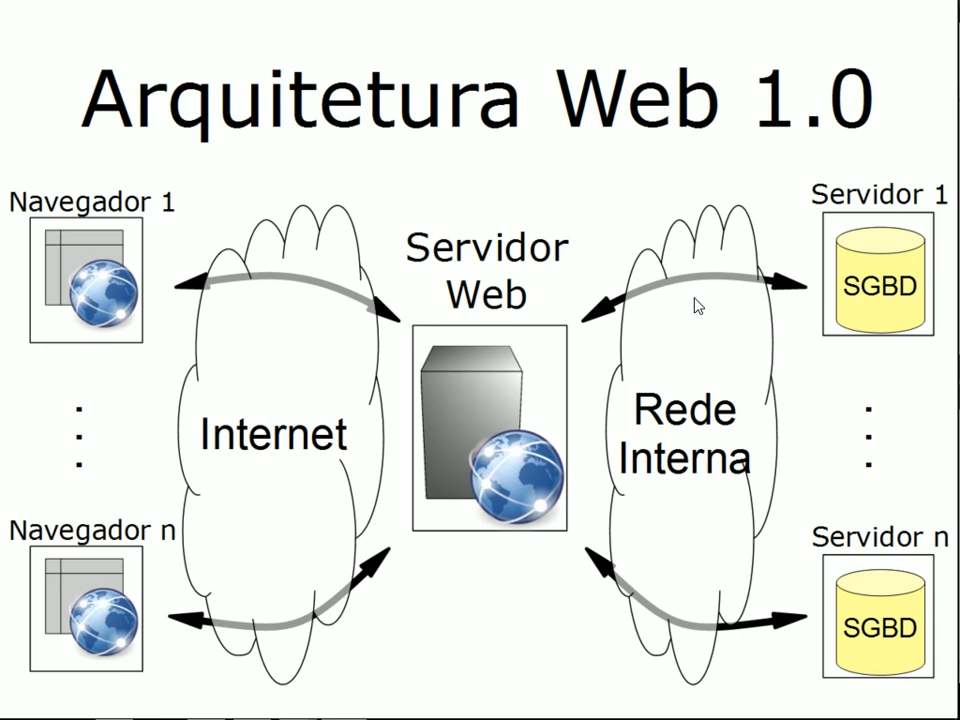 Arquitetura Web 1.0
Navegador 1
Servidor
Web
Servidor 1
SGBD
Internet
Rede
Interna
Navegador n
Servidor n
SGBD